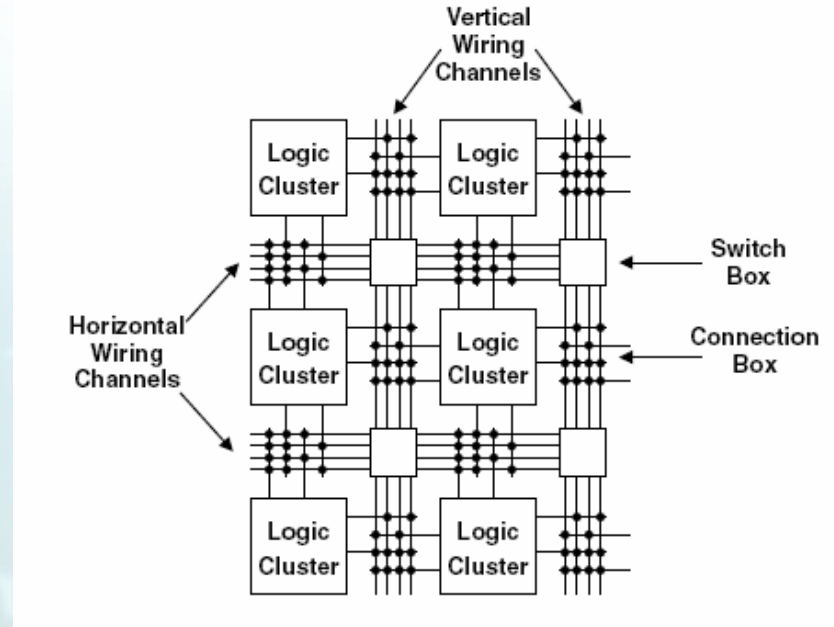 Vertical
Wiring
Channels
Logic
Cluster
Logic
Cluster
Switch
Box
Horizontal
Wiring
Channels
Logic
Cluster
Logic
Cluster
Connection
Box
Logic
Cluster
Logic
Cluster